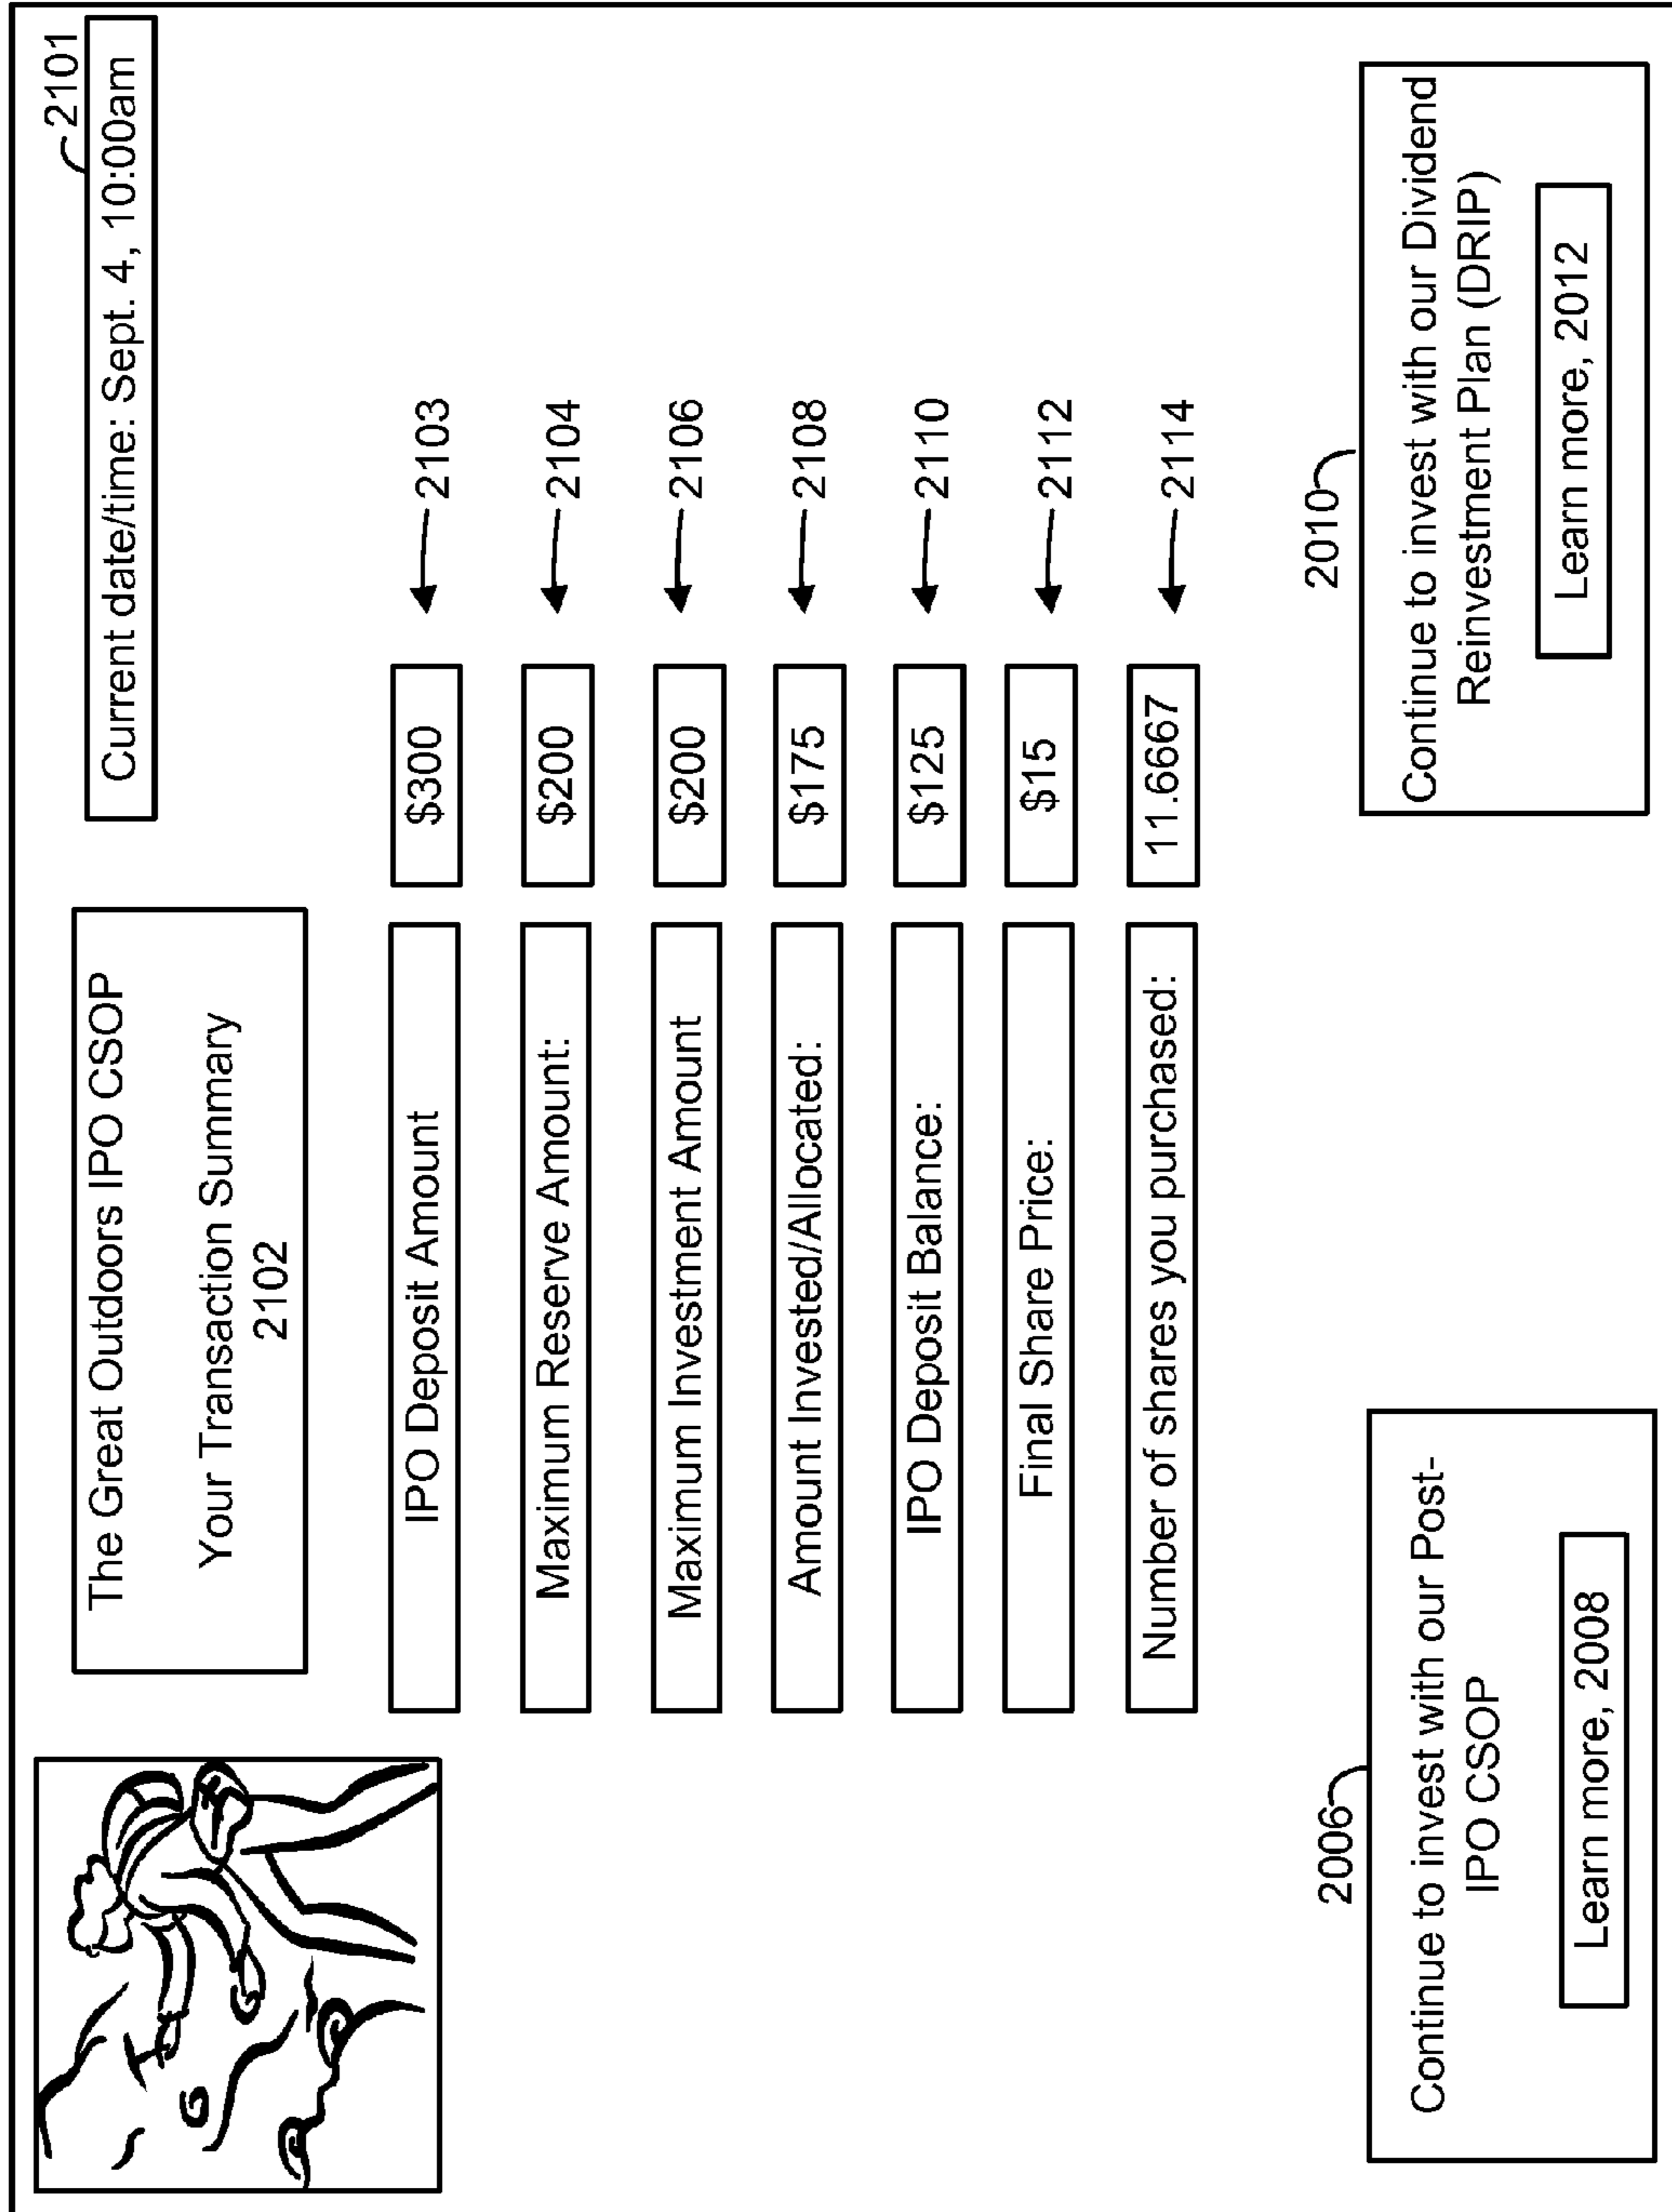 2101
Current date/time: Sept. 4, 10:00am
The Great Outdoors IPO CSOP
Your Transaction Summary
2102
IPO Deposit Amount $300 2103
Maximum Reserve Amount: $200 2104
Maximum Investment Amount $200 2106
Amount Invested/Allocated: $175 2108
IPO Deposit Balance: $125 2110
Final Share Price: $15 2112
Number of shares you purchased: 11.6667 2114
2006
Continue to invest with our Post-
IPO CSOP
Learn more, 2008
2010
Continue to invest with our Dividend
Reinvestment Plan (DRIP)
Learn more, 2012